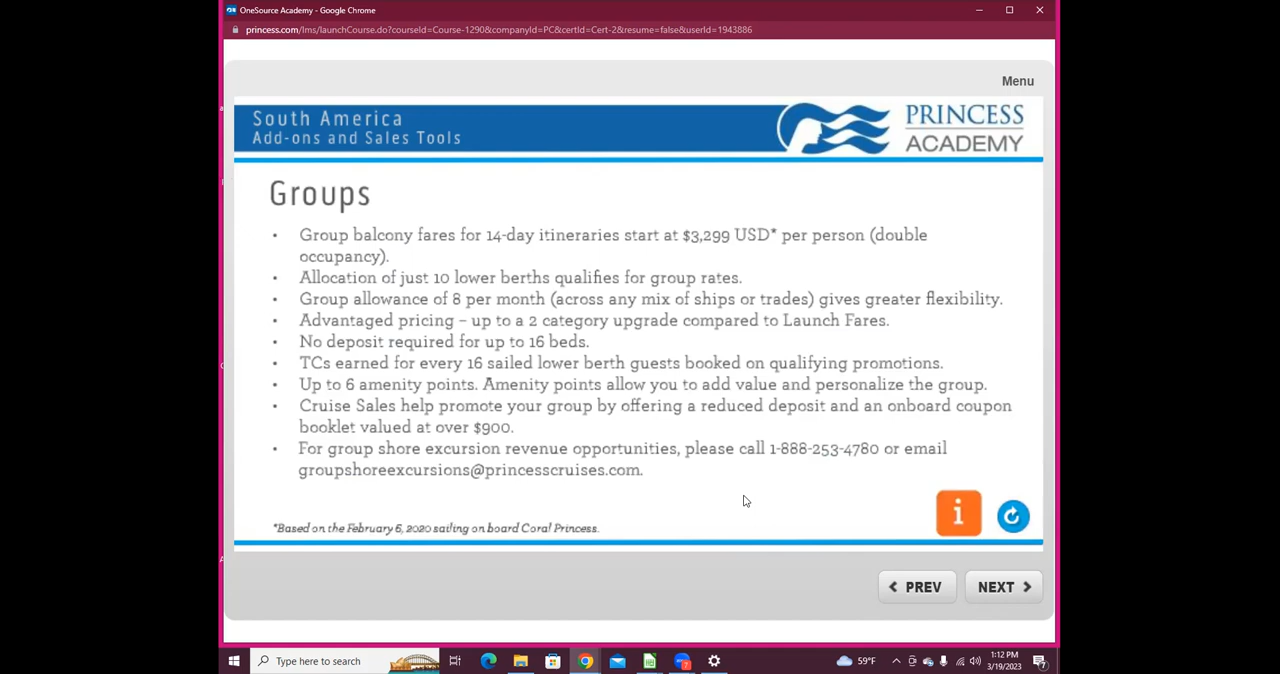 OneSource Academy - Google Chrome
princess.com/lms/launchCourse.do?courseId=Course-1290&companyId=PC&certId=Cert-2&resume=false&userId=1943886
Menu
South America
Add-ons and Sales Tools
PRINCESS
ACADEMY
Groups
• Group balcony fares for 14-day itineraries start at $3,299 USD* per person (double
occupancy).
• Allocation of just 10 lower berths qualifies for group rates.
• Group allowance of 8 per month (across any mix of ships or trades) gives greater flexibility.
• Advantaged pricing – up to a 2 category upgrade compared to Launch Fares.
• No deposit required for up to 16 beds.
• TCs earned for every 16 sailed lower berth guests booked on qualifying promotions.
• Up to 6 amenity points. Amenity points allow you to add value and personalize the group.
• Cruise Sales help promote your group by offering a reduced deposit and an onboard coupon
booklet valued at over $900.
• For group shore excursion revenue opportunities, please call 1-888-253-4780 or email
groupshoreexcursions@princesscruises.com.
i
*Based on the February 6, 2020 sailing on board Coral Princess.
PREV
NEXT
Type here to search
59°F
1:12 PM
3/19/2023